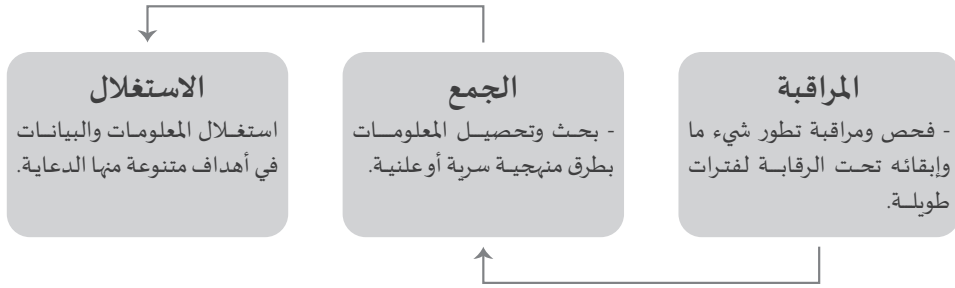 المراقبة
- فحص ومراقبة تطور شيء ما
وإبقائه تحت الرقابة لفترات
طويلة.
الجمع
- بحث وتحصيل المعلومات
بطرق منهجية سرية أو علنية.
الاستغلال
استغلال المعلومات والبيانات
في أهداف متنوعة منها الدعاية.